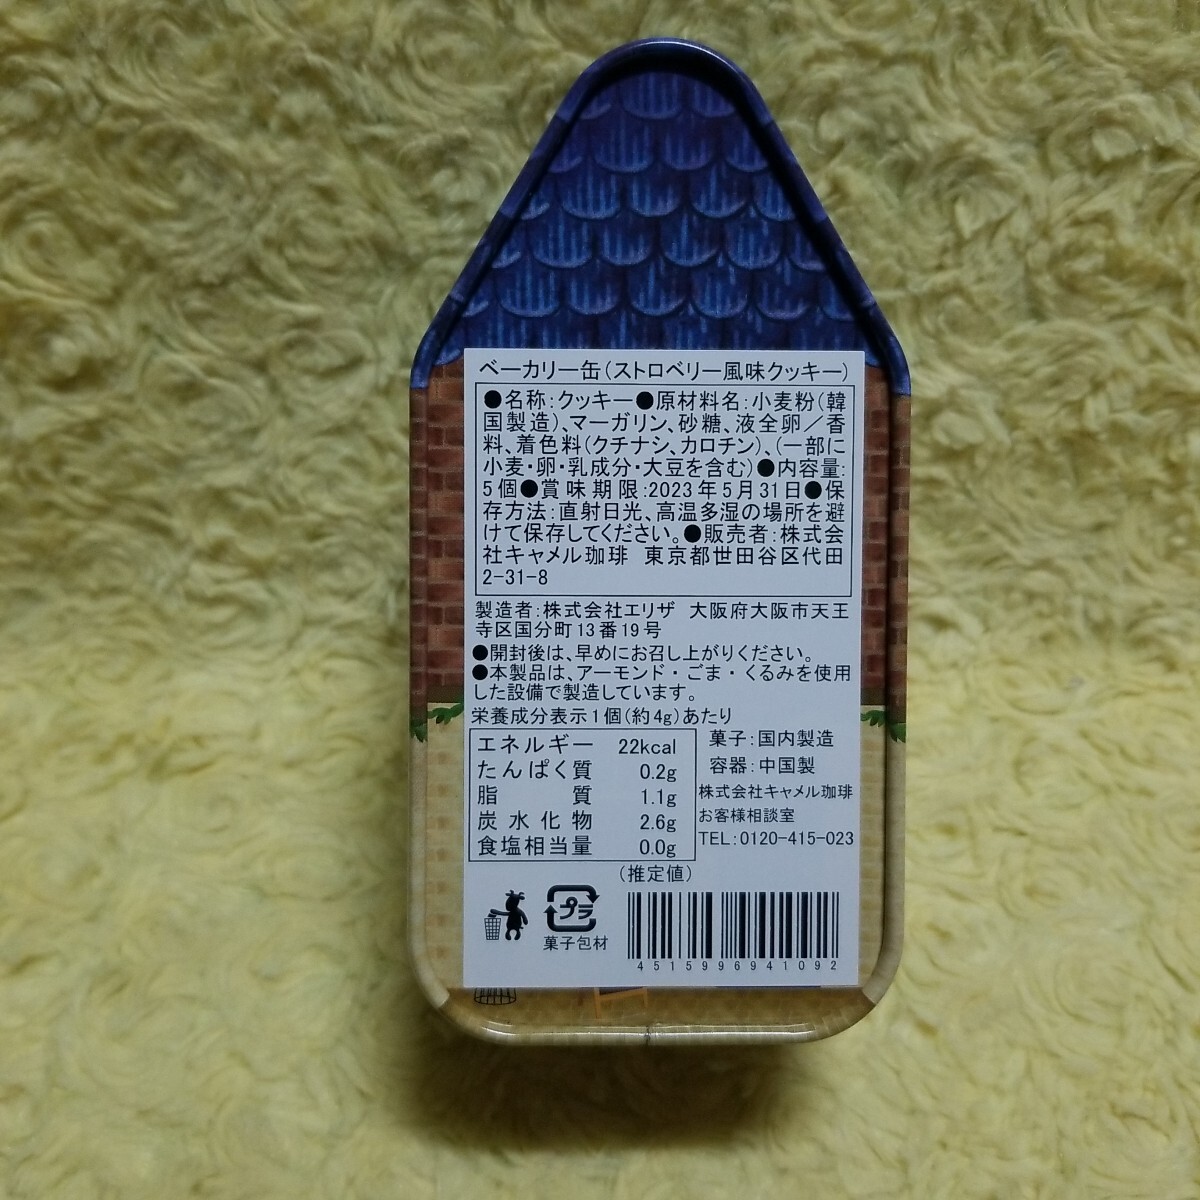 ベーカリー缶(ストロベリー風味クッキー)
●名称:クッキー●原材料名:小麦粉(韓
国製造)、マーガリン、砂糖、液全卵／香
料、着色料(クチナシ、カロチン)、(一部に
小麦・卵・乳成分・大豆を含む)●内容量:
5個●賞味期限:2023年5月31日●保
存方法:直射日光、高温多湿の場所を避
けて保存してください。●販売者:株式会
社キャメル珈琲 東京都世田谷区代田
2-31-8
製造者:株式会社エリザ 大阪府大阪市天王
寺区国分町13番19号
●開封後は、早めにお召し上がりください。
●本製品は、アーモンド・ごま・くるみを使用
した設備で製造しています。
栄養成分表示1個(約4g)あたり
エネルギー 22kcal
たんぱく質 0.2g
脂質 1.1g
炭水化物 2.6g
食塩相当量 0.0g
(推定値)
菓子:国内製造
容器:中国製
株式会社キャメル珈琲
お客様相談室
TEL:0120-415-023
プラ
菓子包材
4515996941092